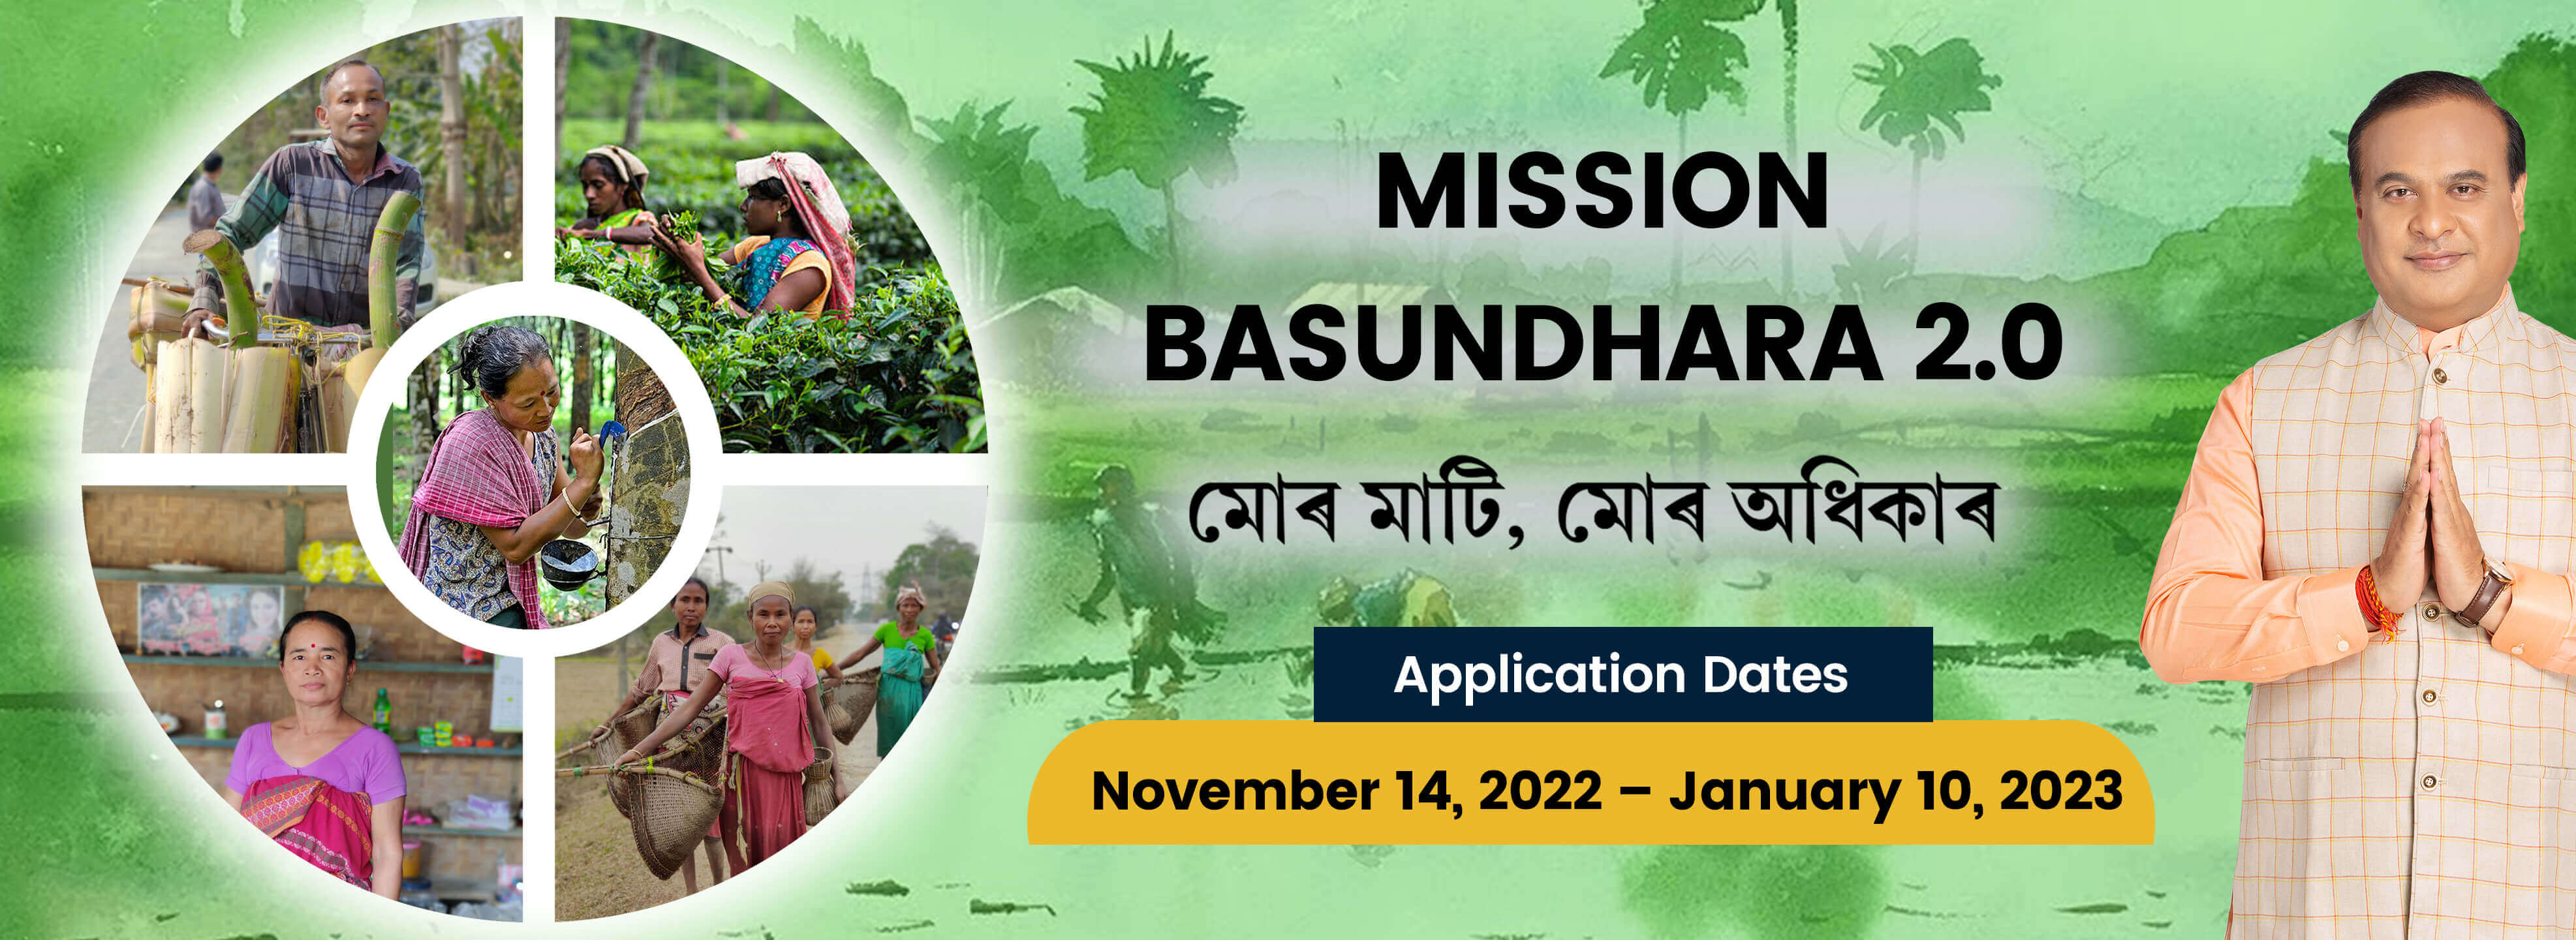 MISSION
BASUNDHARA 2.0
মোৰ মাটি, মোৰ অধিকাৰ
Application Dates
November 14, 2022 – January 10, 2023